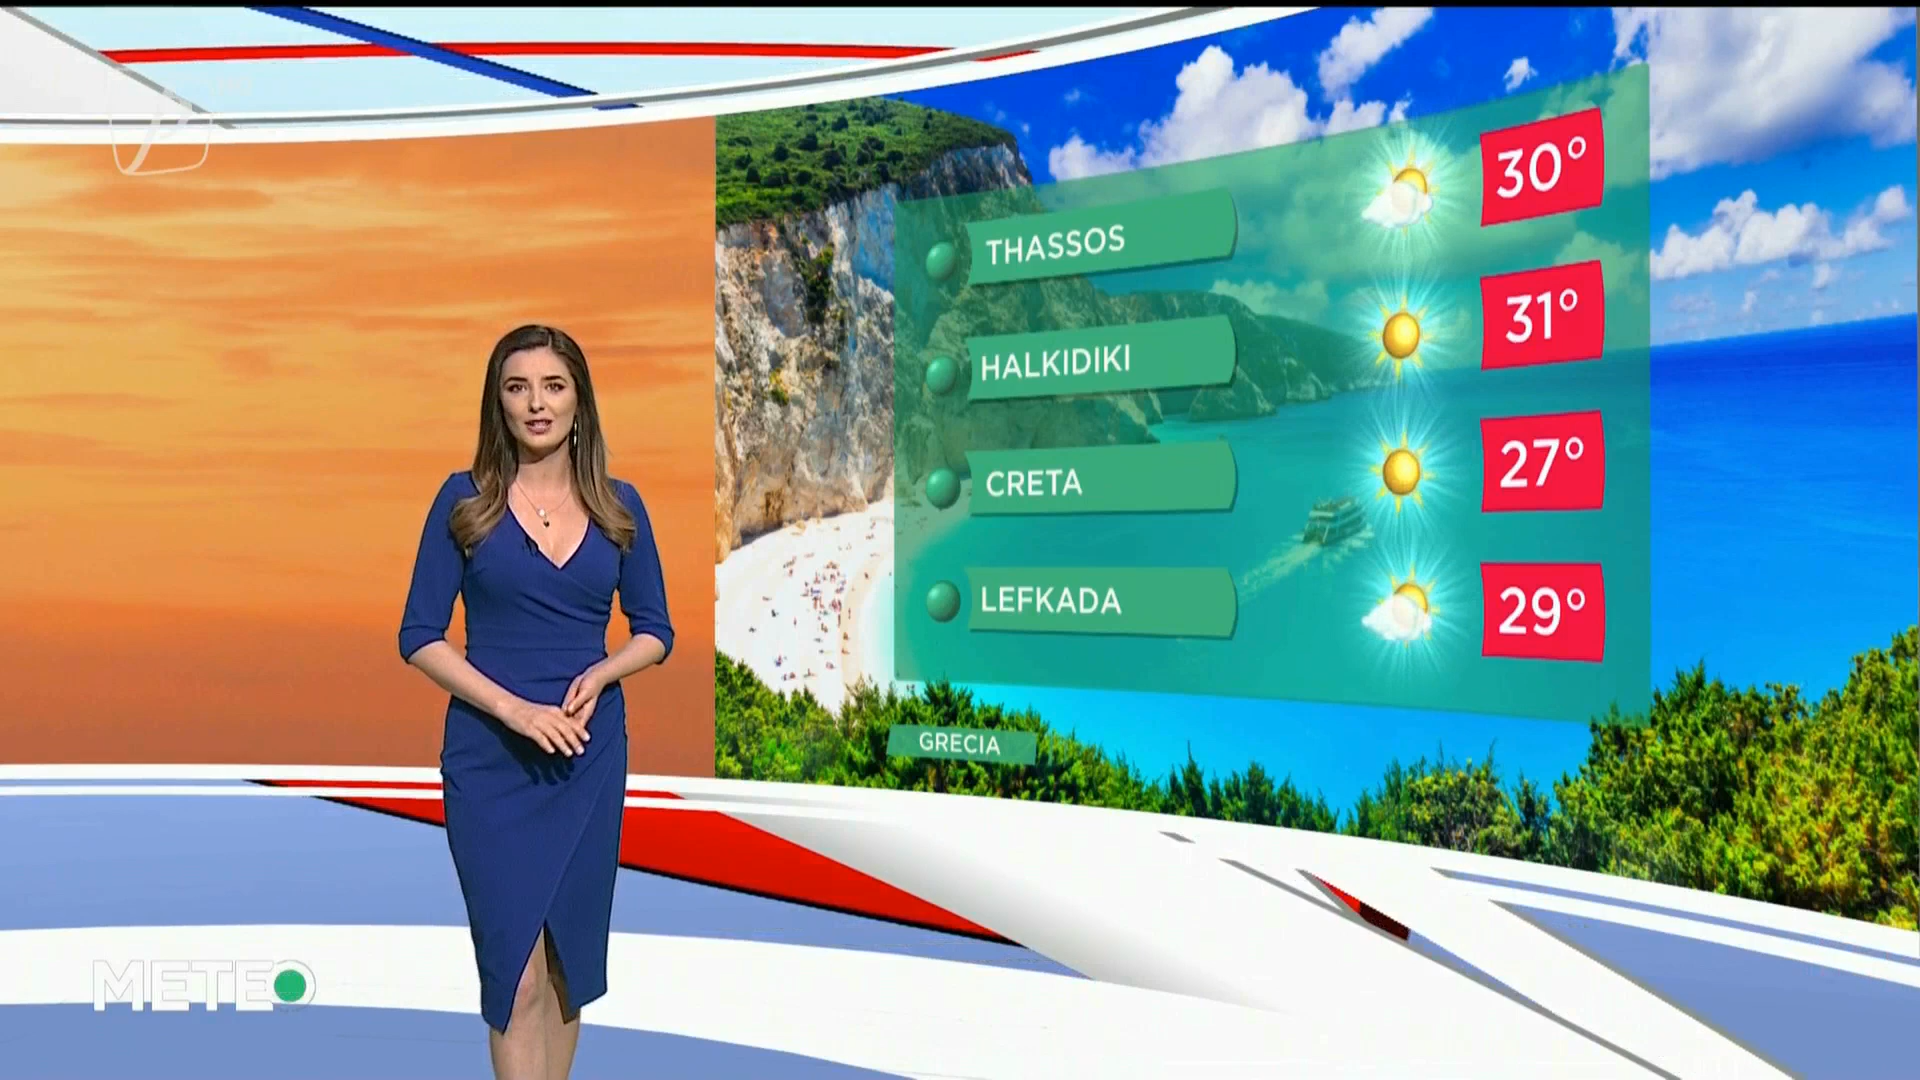 THASSOS 30°
HALKIDIKI 31°
CRETA 27°
LEFKADA 29°
GRECIA
METEO